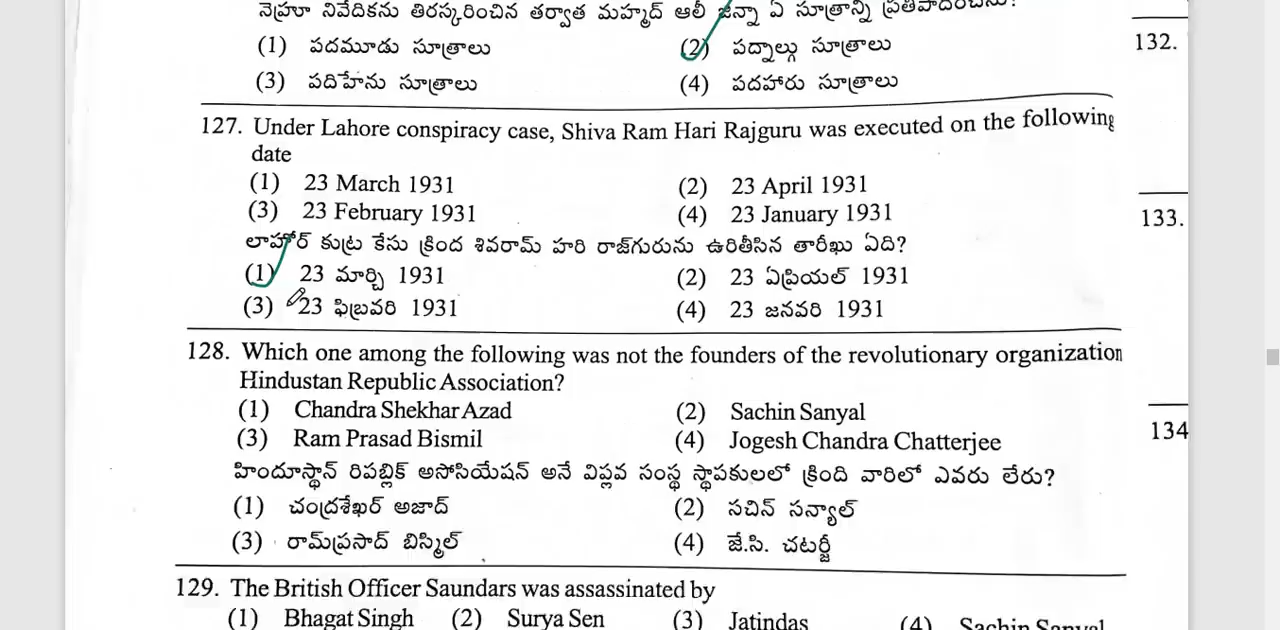 నెహ్రూ నివేదికను తిరస్కరించిన తర్వాత మహ్మద్ ఆలీ జిన్నా ఏ సూత్రాన్ని ప్రతిపాదించెను?
(1) పదమూడు సూత్రాలు (2) పద్నాల్గు సూత్రాలు
132.
(3) పదిహేను సూత్రాలు (4) పదహారు సూత్రాలు
127. Under Lahore conspiracy case, Shiva Ram Hari Rajguru was executed on the following
date
(1) 23 March 1931 (2) 23 April 1931
(3) 23 February 1931 (4) 23 January 1931
133.
లాహోర్ కుట్ర కేసు క్రింద శివరామ్ హరి రాజ్‌గురును ఉరితీసిన తారీఖు ఏది?
(1) 23 మార్చి 1931 (2) 23 ఏప్రియల్ 1931
(3) 23 ఫిబ్రవరి 1931 (4) 23 జనవరి 1931
128. Which one among the following was not the founders of the revolutionary organization
Hindustan Republic Association?
(1) Chandra Shekhar Azad (2) Sachin Sanyal
(3) Ram Prasad Bismil (4) Jogesh Chandra Chatterjee
134
హిందూస్థాన్ రిపబ్లిక్ అసోసియేషన్ అనే విప్లవ సంస్థ స్థాపకులలో క్రింది వారిలో ఎవరు లేరు?
(1) చంద్రశేఖర్ అజాద్ (2) సచిన్ సన్యాల్
(3) రామ్‌ప్రసాద్ బిస్మిల్ (4) జే.సి. చటర్జీ
129. The British Officer Saundars was assassinated by
(1) Bhagat Singh (2) Surya Sen (3) Jatindas (4) Sachin Sanyal